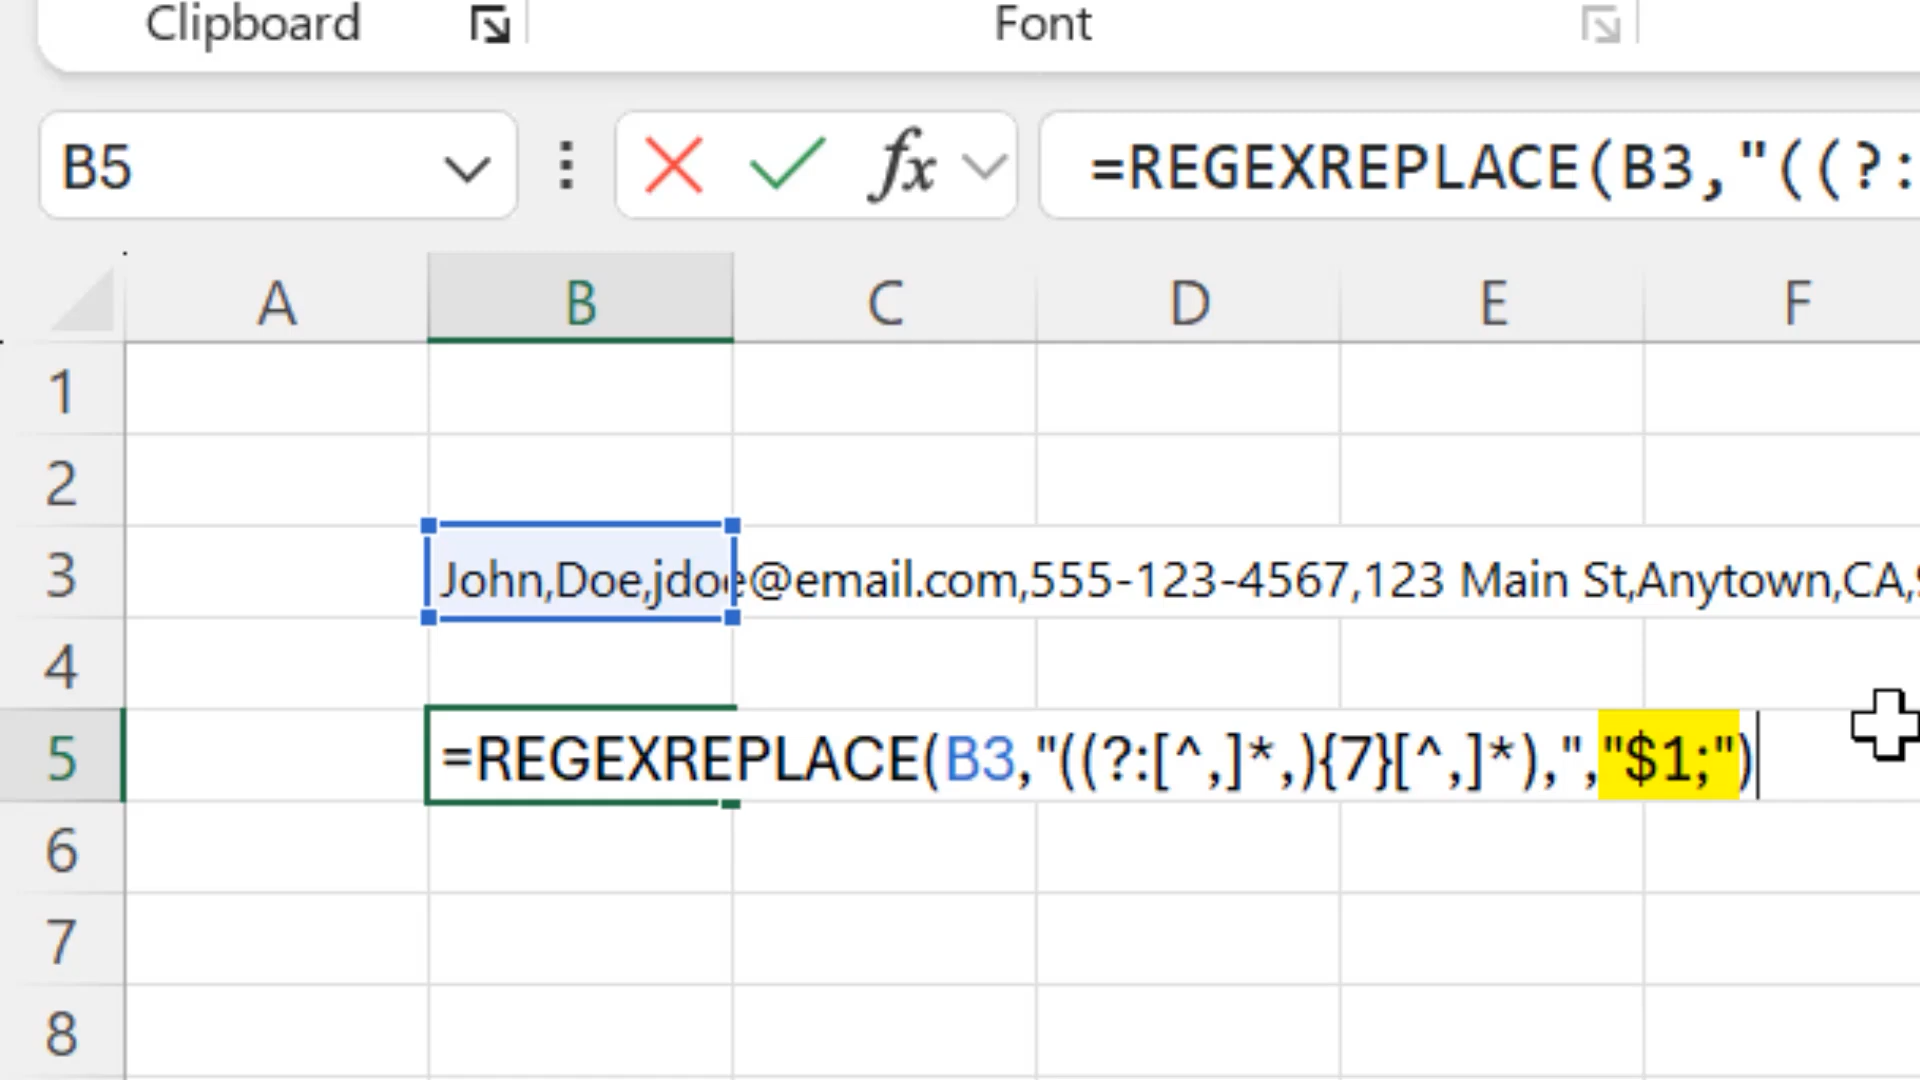 Clipboard Font
B5 fx =REGEXREPLACE(B3,"((?:
A B C D E F
1
2
3 John,Doe,jdoe@email.com,555-123-4567,123 Main St,Anytown,CA,
4
5 =REGEXREPLACE(B3,"((?:[^,]*,){7}[^,]*),","$1;")
6
7
8